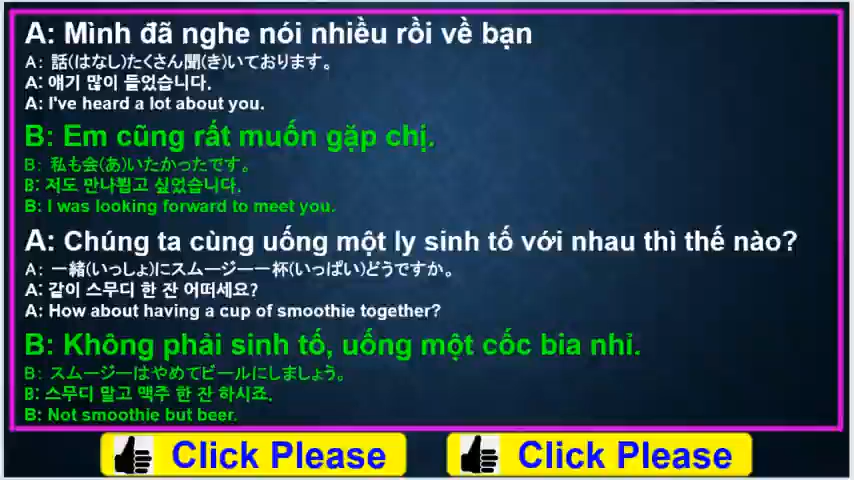 A: Mình đã nghe nói nhiều rồi về bạn
A: 話(はなし)たくさん聞(き)いております。
A: 얘기 많이 들었습니다.
A: I've heard a lot about you.
B: Em cũng rất muốn gặp chị.
B: 私も会(あ)いたかったです。
B: 저도 만나뵙고 싶었습니다.
B: I was looking forward to meet you.
A: Chúng ta cùng uống một ly sinh tố với nhau thì thế nào?
A: 一緒(いっしょ)にスムージー一杯(いっぱい)どうですか。
A: 같이 스무디 한 잔 어떠세요?
A: How about having a cup of smoothie together?
B: Không phải sinh tố, uống một cốc bia nhỉ.
B: スムージーはやめてビールにしましょう。
B: 스무디 말고 맥주 한 잔 하시죠.
B: Not smoothie but beer.
Click Please
Click Please